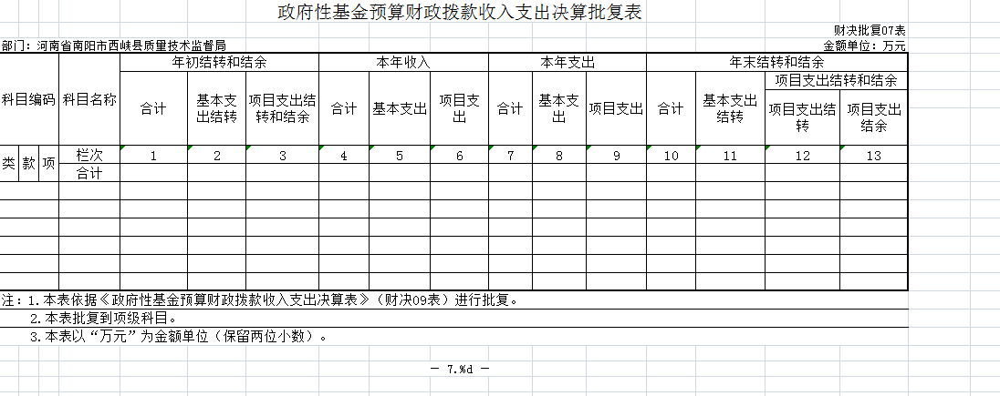 政府性基金预算财政拨款收入支出决算批复表
财决批复07表
部门：河南省南阳市西峡县质量技术监督局 金额单位：万元
科目编码 科目名称 年初结转和结余 本年收入 本年支出 年末结转和结余
合计 基本支出结转 项目支出结转和结余 合计 基本支出 项目支出 合计 基本支出 项目支出 合计 基本支出结转 项目支出结转和结余
项目支出结转 项目支出结余
类 款 项 栏次 1 2 3 4 5 6 7 8 9 10 11 12 13
合计
注：1.本表依据《政府性基金预算财政拨款收入支出决算表》（财决09表）进行批复。
2.本表批复到项级科目。
3.本表以“万元”为金额单位（保留两位小数）。
— 7.%d —